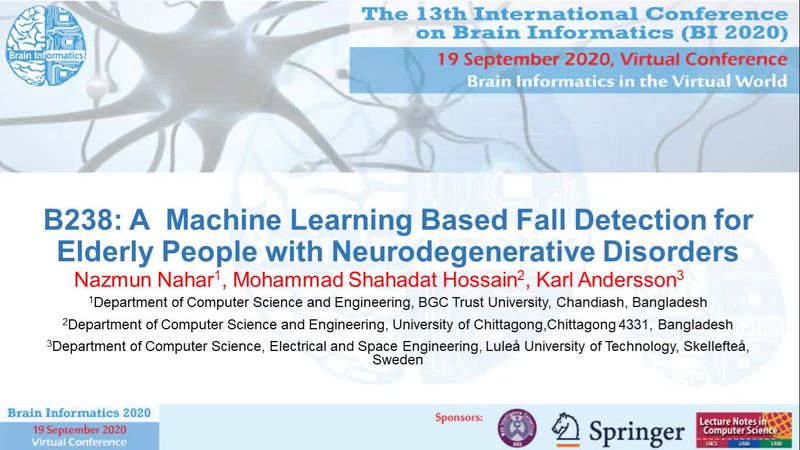 Brain Informatics
The 13th International Conference
on Brain Informatics (BI 2020)
19 September 2020, Virtual Conference
Brain Informatics in the Virtual World
B238: A  Machine Learning Based Fall Detection for
Elderly People with Neurodegenerative Disorders
Nazmun Nahar1, Mohammad Shahadat Hossain2, Karl Andersson3
1Department of Computer Science and Engineering, BGC Trust University, Chandiash, Bangladesh
2Department of Computer Science and Engineering, University of Chittagong,Chittagong 4331, Bangladesh
3Department of Computer Science, Electrical and Space Engineering, Luleå University of Technology, Skellefteå,
Sweden
Brain Informatics 2020
19 September 2020
Virtual Conference
Sponsors:
Springer
Lecture Notes in
Computer Science
LNCS LNAI LNBI